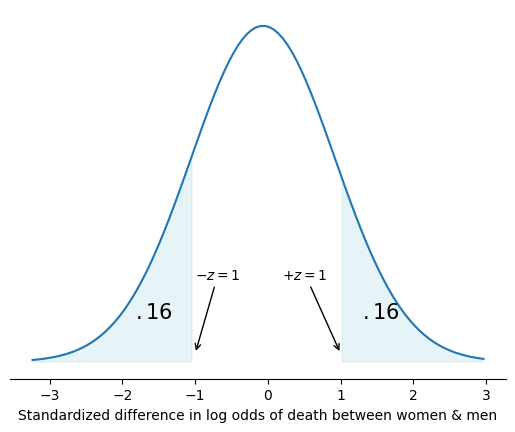 −z = 1
+z = 1
.16
.16
−3 −2 −1 0 1 2 3
Standardized difference in log odds of death between women & men